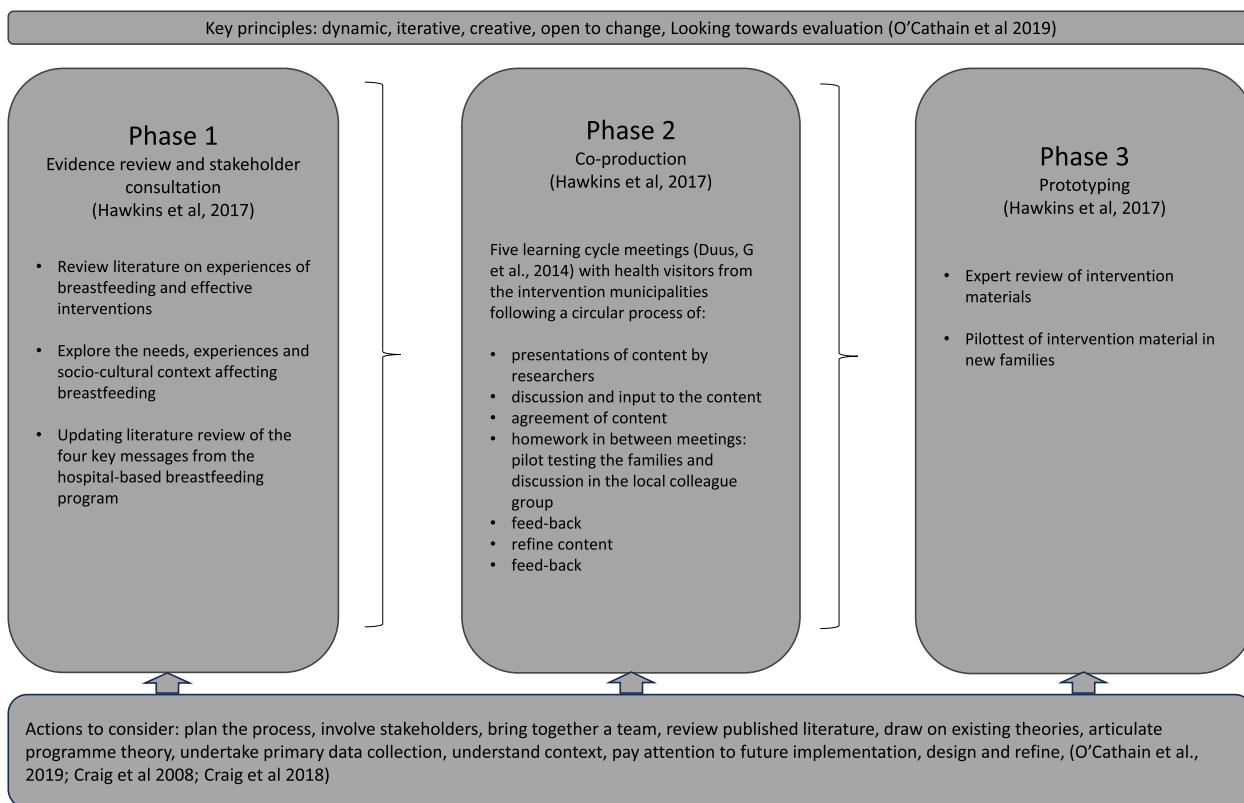 Key principles: dynamic, iterative, creative, open to change, Looking towards evaluation (O’Cathain et al 2019)
Phase 1
Evidence review and stakeholder
consultation
(Hawkins et al, 2017)
• Review literature on experiences of
breastfeeding and effective
interventions
• Explore the needs, experiences and
socio-cultural context affecting
breastfeeding
• Updating literature review of the
four key messages from the
hospital-based breastfeeding
program
Phase 2
Co-production
(Hawkins et al, 2017)
Five learning cycle meetings (Duus, G
et al., 2014) with health visitors from
the intervention municipalities
following a circular process of:
• presentations of content by
researchers
• discussion and input to the content
• agreement of content
• homework in between meetings:
pilot testing the families and
discussion in the local colleague
group
• feed-back
• refine content
• feed-back
Phase 3
Prototyping
(Hawkins et al, 2017)
• Expert review of intervention
materials
• Pilottest of intervention material in
new families
Actions to consider: plan the process, involve stakeholders, bring together a team, review published literature, draw on existing theories, articulate
programme theory, undertake primary data collection, understand context, pay attention to future implementation, design and refine, (O’Cathain et al.,
2019; Craig et al 2008; Craig et al 2018)